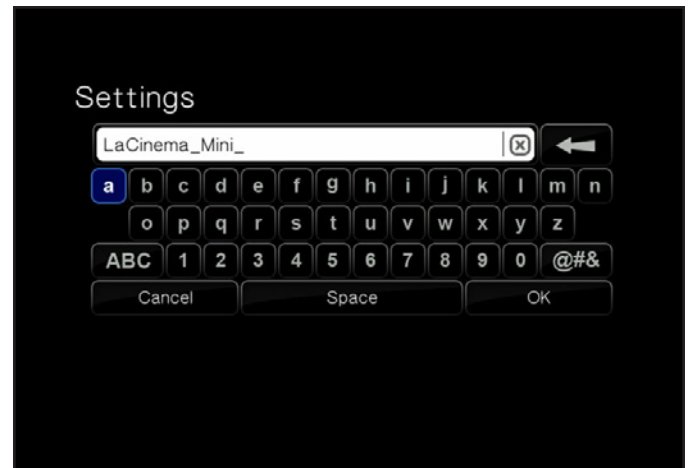 Settings
LaCinema_Mini_
a b c d e f g h i j k l m n
o p q r s t u v w x y z
ABC 1 2 3 4 5 6 7 8 9 0 @#&
Cancel Space OK